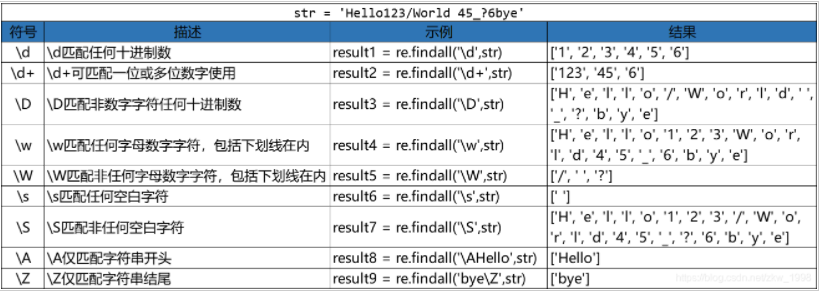 str = 'Hello123/World 45_?6bye'
符号 描述 示例 结果
\d \d匹配任何十进制数 result1 = re.findall('\d',str) ['1', '2', '3', '4', '5', '6']
\d+ \d+可匹配一位或多位数字使用 result2 = re.findall('\d+',str) ['123', '45', '6']
\D \D匹配非数字字符任何十进制数 result3 = re.findall('\D',str) ['H', 'e', 'l', 'l', 'o', '/', 'W', 'o', 'r', 'l', 'd', ' ',
'_', '?', 'b', 'y', 'e']
\w \w匹配任何字母数字字符，包括下划线在内 result4 = re.findall('\w',str) ['H', 'e', 'l', 'l', 'o', '1', '2', '3', 'W', 'o', 'r',
'l', 'd', '4', '5', '_', '6', 'b', 'y', 'e']
\W \W匹配非任何字母数字字符，包括下划线在内 result5 = re.findall('\W',str) ['/', ' ', '?']
\s \s匹配任何空白字符 result6 = re.findall('\s',str) [' ']
\S \S匹配非任何空白字符 result7 = re.findall('\S',str) ['H', 'e', 'l', 'l', 'o', '1', '2', '3', '/', 'W', 'o',
'r', 'l', 'd', '4', '5', '_', '?', '6', 'b', 'y', 'e']
\A \A仅匹配字符串开头 result8 = re.findall('\AHello',str) ['Hello']
\Z \Z仅匹配字符串结尾 result9 = re.findall('bye\Z',str) ['bye']